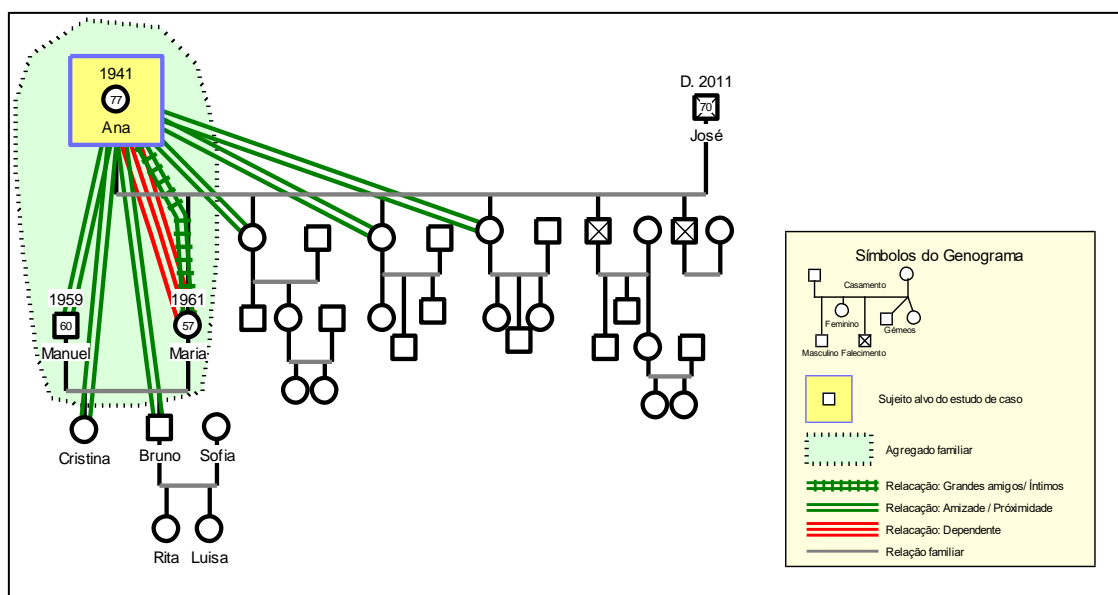 1941
77
Ana
D. 2011
70
José
1959
60
Manuel
1961
57
Maria
Cristina
Bruno
Sofia
Rita
Luisa
Símbolos do Genograma
Casamento
Feminino
Gémeos
Masculino
Falecimento
Sujeito alvo do estudo de caso
Agregado familiar
Relacação: Grandes amigos/ Íntimos
Relacação: Amizade / Próximidade
Relacação: Dependente
Relação familiar